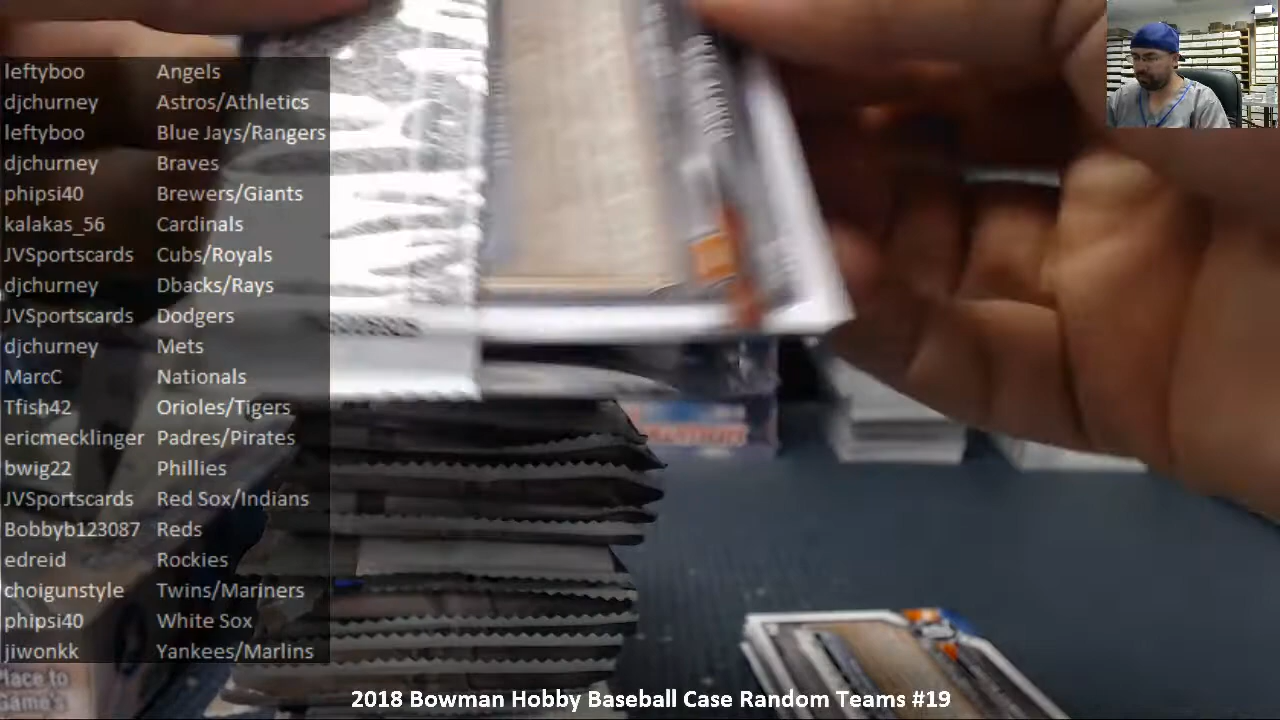 leftyboo Angels
djchurney Astros/Athletics
leftyboo Blue Jays/Rangers
djchurney Braves
phipsi40 Brewers/Giants
kalakas_56 Cardinals
JVSportscards Cubs/Royals
djchurney Dbacks/Rays
JVSportscards Dodgers
djchurney Mets
MarcC Nationals
Tfish42 Orioles/Tigers
ericmecklinger Padres/Pirates
bwig22 Phillies
JVSportscards Red Sox/Indians
Bobbyb123087 Reds
edreid Rockies
choigunstyle Twins/Mariners
phipsi40 White Sox
jiwonkk Yankees/Marlins
Place to
Game's
2018 Bowman Hobby Baseball Case Random Teams #19